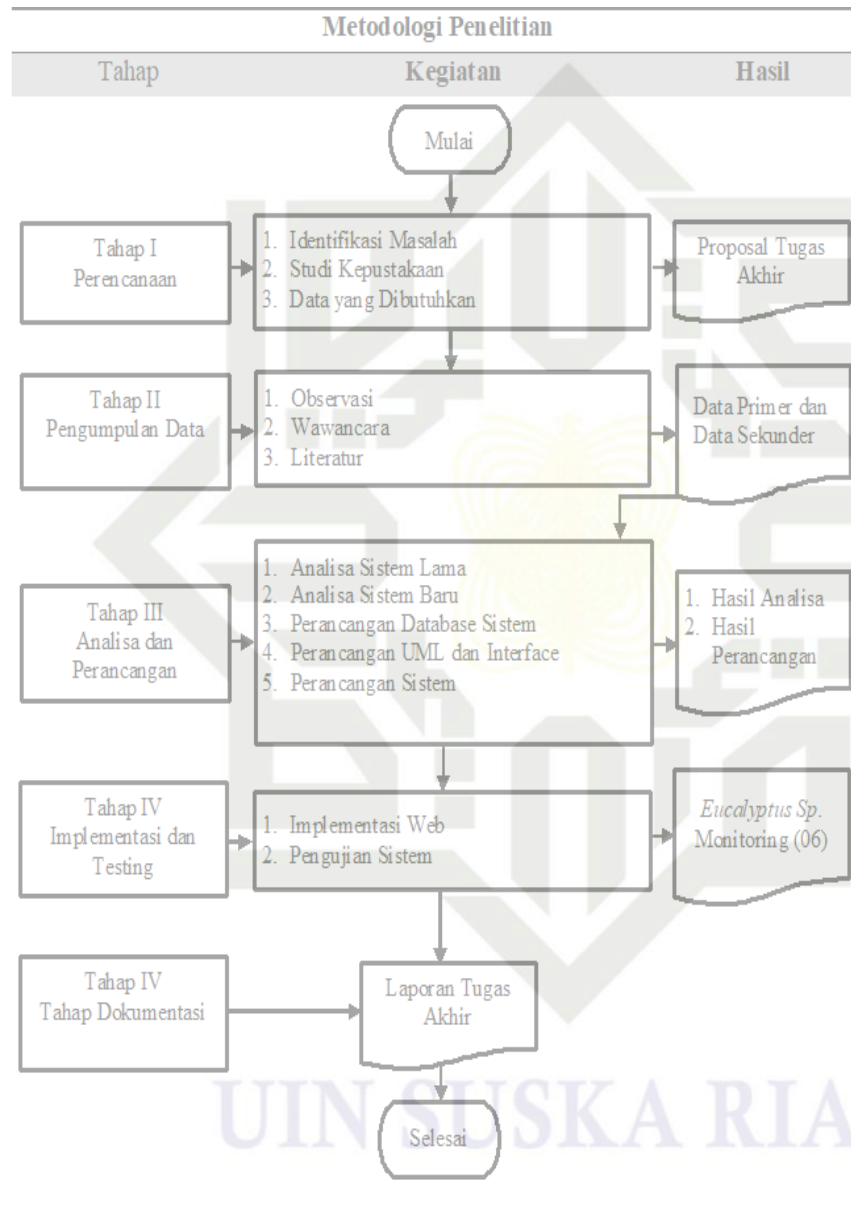 Metodologi Penelitian
Tahap Kegiatan Hasil
Mulai
Tahap I
Perencanaan
1. Identifikasi Masalah
2. Studi Kepustakaan
3. Data yang Dibutuhkan
Proposal Tugas
Akhir
Tahap II
Pengumpulan Data
1. Observasi
2. Wawancara
3. Literatur
Data Primer dan
Data Sekunder
Tahap III
Analisa dan
Perancangan
1. Analisa Sistem Lama
2. Analisa Sistem Baru
3. Perancangan Database Sistem
4. Perancangan UML dan Interface
5. Perancangan Sistem
1. Hasil Analisa
2. Hasil
Perancangan
Tahap IV
Implementasi dan
Testing
1. Implementasi Web
2. Pengujian Sistem
Eucalyptus Sp.
Monitoring (06)
Tahap IV
Tahap Dokumentasi
Laporan Tugas
Akhir
Selesai
UIN SUSKA RIA